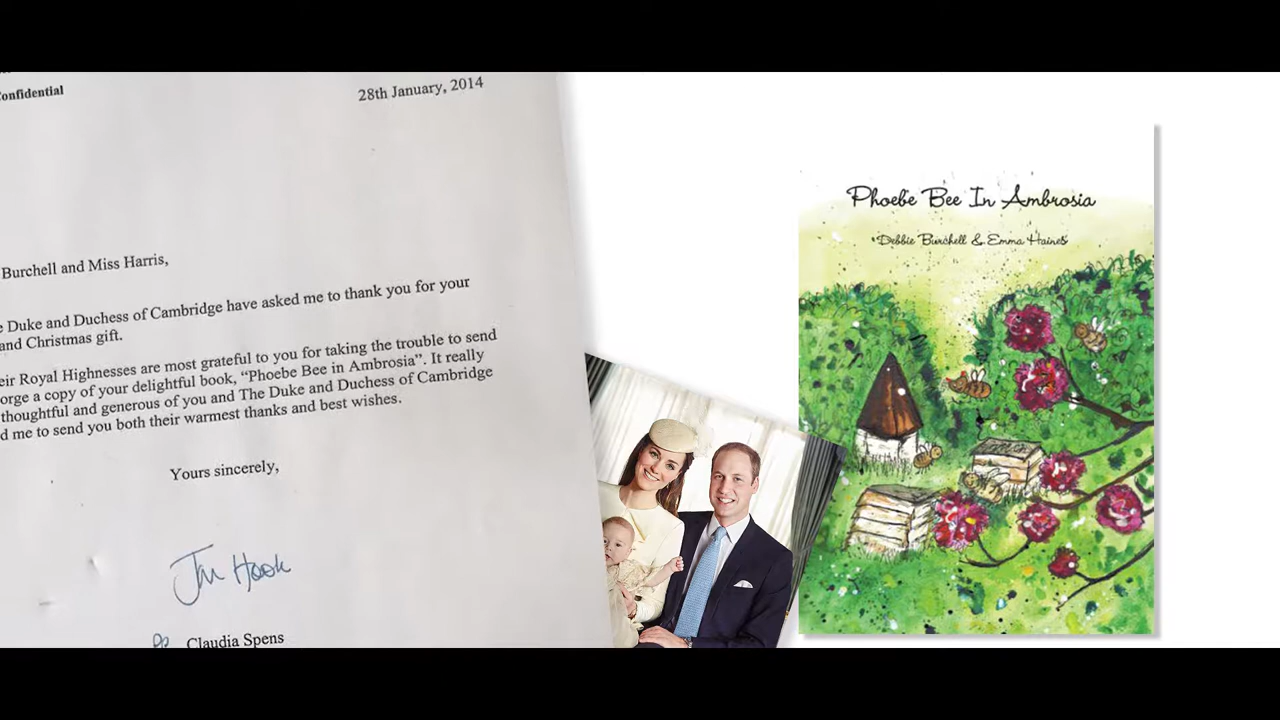 Confidential
28th January, 2014
Burchell and Miss Harris,
Duke and Duchess of Cambridge have asked me to thank you for your
and Christmas gift.
eir Royal Highnesses are most grateful to you for taking the trouble to send
orge a copy of your delightful book, “Phoebe Bee in Ambrosia”. It really
thoughtful and generous of you and The Duke and Duchess of Cambridge
d me to send you both their warmest thanks and best wishes.
Yours sincerely,
Claudia Spens
Phoebe Bee In Ambrosia
Debbie Burchell & Emma Haines